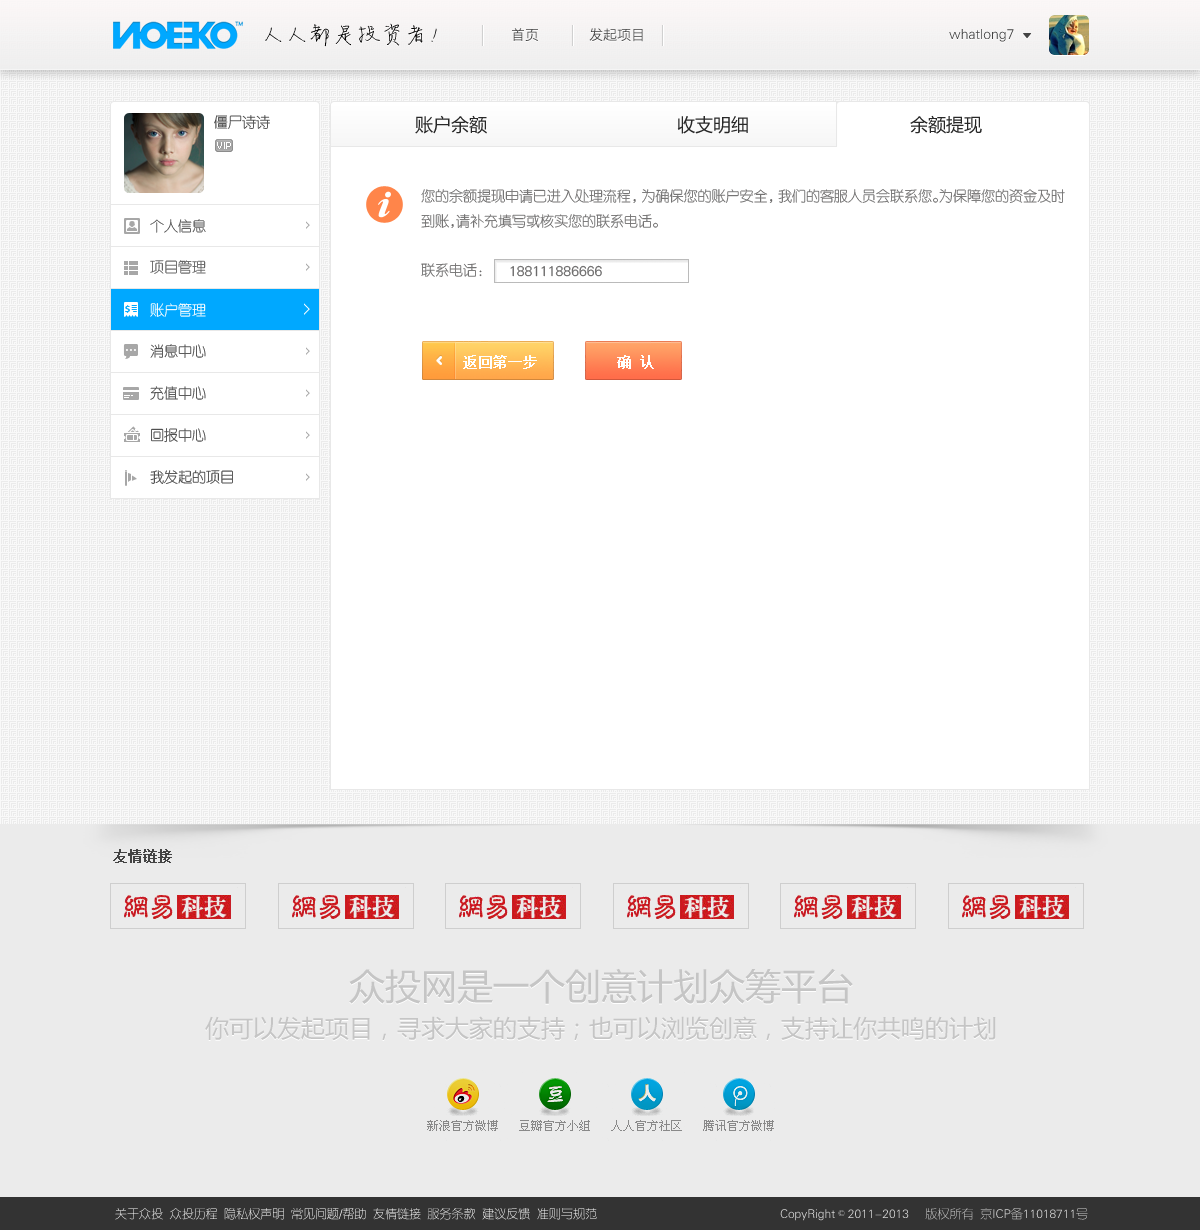 ИOEKO™
人人都是投资者!
首页
发起项目
whatlong7
僵尸诗诗
VIP
个人信息
项目管理
账户管理
消息中心
充值中心
回报中心
我发起的项目
账户余额
收支明细
余额提现
您的余额提现申请已进入处理流程，为确保您的账户安全，我们的客服人员会联系您。为保障您的资金及时
到账，请补充填写或核实您的联系电话。
联系电话： 188111886666
返回第一步
确 认
友情链接
網易科技
網易科技
網易科技
網易科技
網易科技
網易科技
众投网是一个创意计划众筹平台
你可以发起项目，寻求大家的支持；也可以浏览创意，支持让你共鸣的计划
豆
人
新浪官方微博
豆瓣官方小组
人人官方社区
腾讯官方微博
关于众投 众投历程 隐私权声明 常见问题/帮助 友情链接 服务条款 建议反馈 准则与规范
CopyRight © 2011-2013 版权所有 京ICP备11018711号